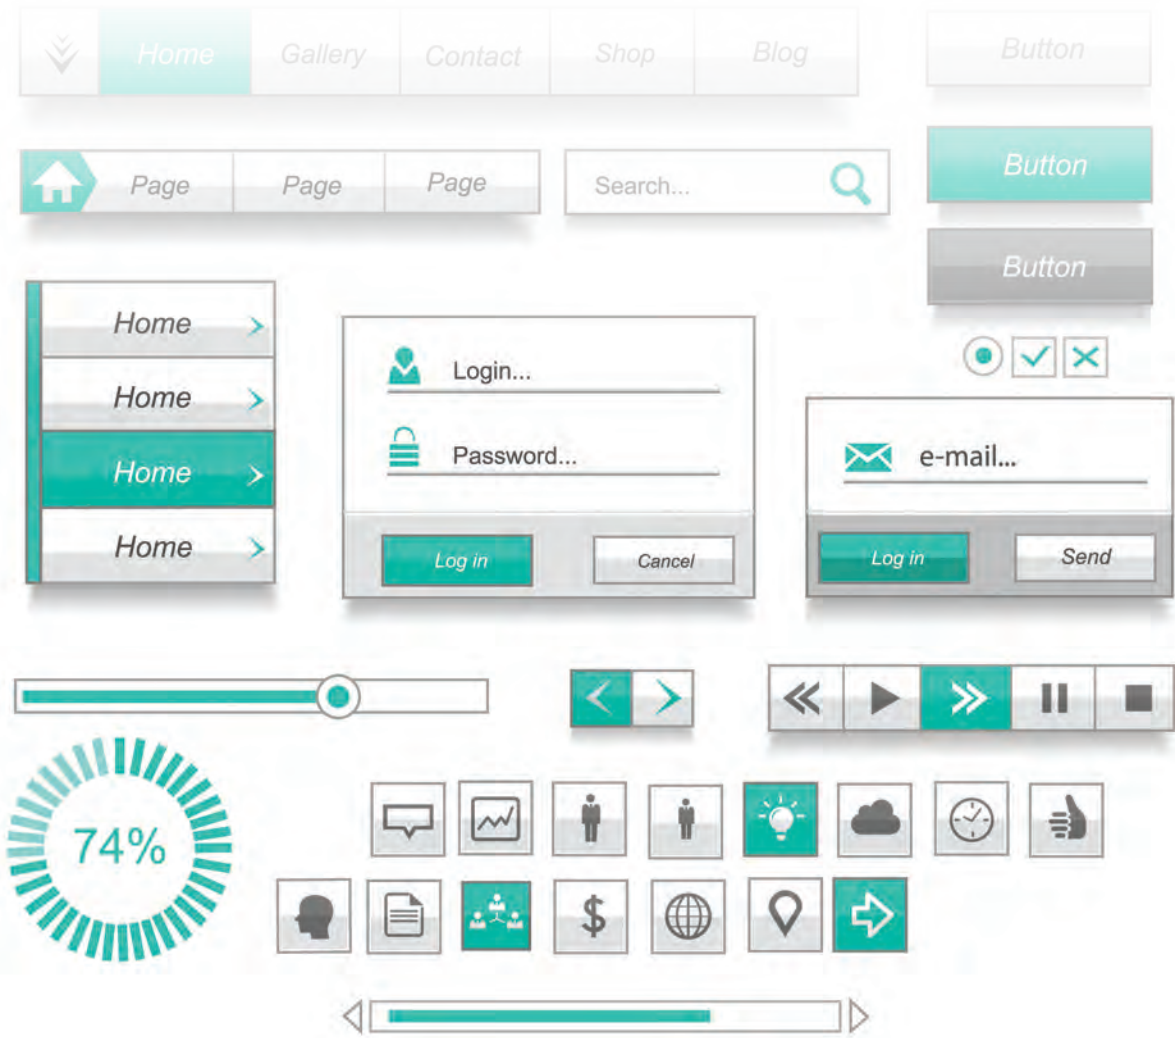 Home Gallery Contact Shop Blog
Button
Page Page Page
Search...
Button
Button
Home
Home
Home
Home
Login...
Password...
Log in Cancel
e-mail...
Log in Send
74%
$